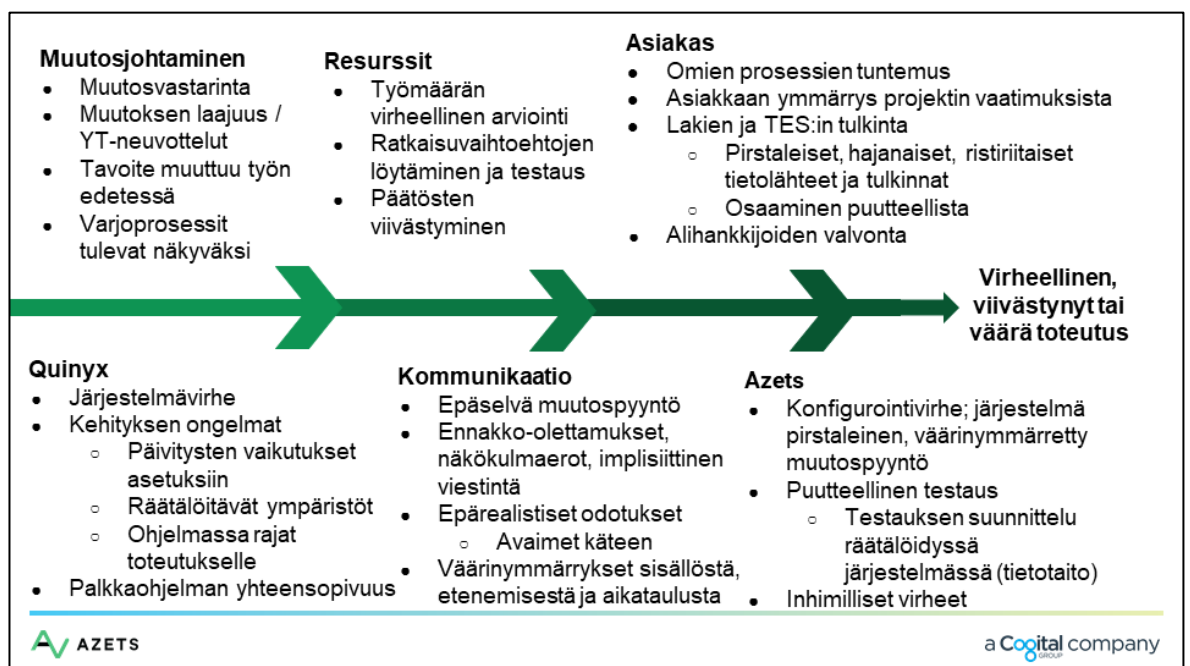 Muutosjohtaminen
● Muutosvastarinta
● Muutoksen laajuus /
YT-neuvottelut
● Tavoite muuttuu työn
edetessä
● Varjoprosessit
tulevat näkyväksi
Resurssit
● Työmäärän
virheellinen arviointi
● Ratkaisuvaihtoehtojen
löytäminen ja testaus
● Päätösten
viivästyminen
Asiakas
● Omien prosessien tuntemus
● Asiakkaan ymmärrys projektin vaatimuksista
● Lakien ja TES:in tulkinta
○ Pirstaleiset, hajanaiset, ristiriitaiset
tietolähteet ja tulkinnat
○ Osaaminen puutteellista
● Alihankkijoiden valvonta
Virheellinen,
viivästynyt tai
väärä toteutus
Quinyx
● Järjestelmävirhe
● Kehityksen ongelmat
○ Päivitysten vaikutukset
asetuksiin
○ Räätälöitävät ympäristöt
○ Ohjelmassa rajat
toteutukselle
● Palkkaohjelman yhteensopivuus
Kommunikaatio
● Epäselvä muutospyyntö
● Ennakko-olettamukset,
näkökulmaerot, implisiittinen
viestintä
● Epärealistiset odotukset
○ Avaimet käteen
● Väärinymmärrykset sisällöstä,
etenemisestä ja aikataulusta
Azets
● Konfigurointivirhe; järjestelmä
pirstaleinen, väärinymmärretty
muutospyyntö
● Puutteellinen testaus
○ Testauksen suunnittelu
räätälöidyssä
järjestelmässä (tietotaito)
● Inhimilliset virheet
AZETS
a Cogital company
GROUP